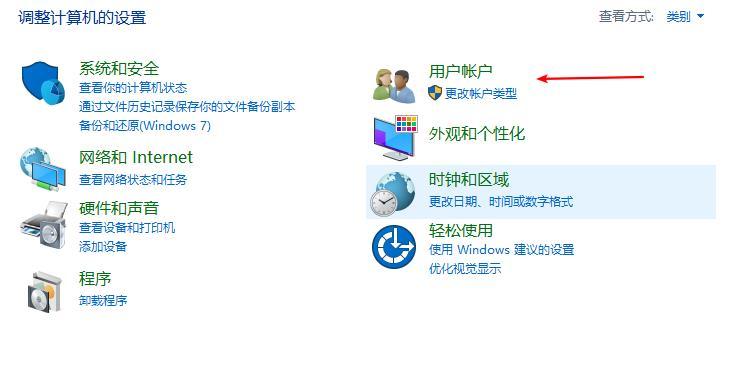 调整计算机的设置
查看方式: 类别
系统和安全
查看你的计算机状态
通过文件历史记录保存你的文件备份副本
备份和还原(Windows 7)
网络和 Internet
查看网络状态和任务
硬件和声音
查看设备和打印机
添加设备
程序
卸载程序
用户帐户
更改帐户类型
外观和个性化
时钟和区域
更改日期、时间或数字格式
轻松使用
使用 Windows 建议的设置
优化视觉显示